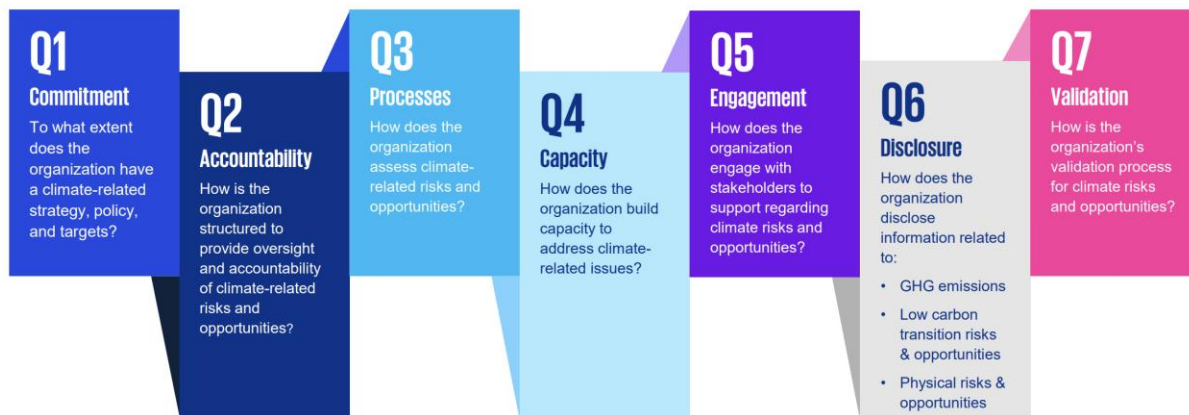 Q1
Commitment
To what extent
does the
organization have
a climate-related
strategy, policy,
and targets?
Q2
Accountability
How is the
organization
structured to
provide oversight
and accountability
of climate-related
risks and
opportunities?
Q3
Processes
How does the
organization
assess climate-
related risks and
opportunities?
Q4
Capacity
How does the
organization build
capacity to
address climate-
related issues?
Q5
Engagement
How does the
organization
engage with
stakeholders to
support regarding
climate risks and
opportunities?
Q6
Disclosure
How does the
organization
disclose
information related
to:
• GHG emissions
• Low carbon
transition risks
& opportunities
• Physical risks &
opportunities
Q7
Validation
How is the
organization’s
validation process
for climate risks
and opportunities?